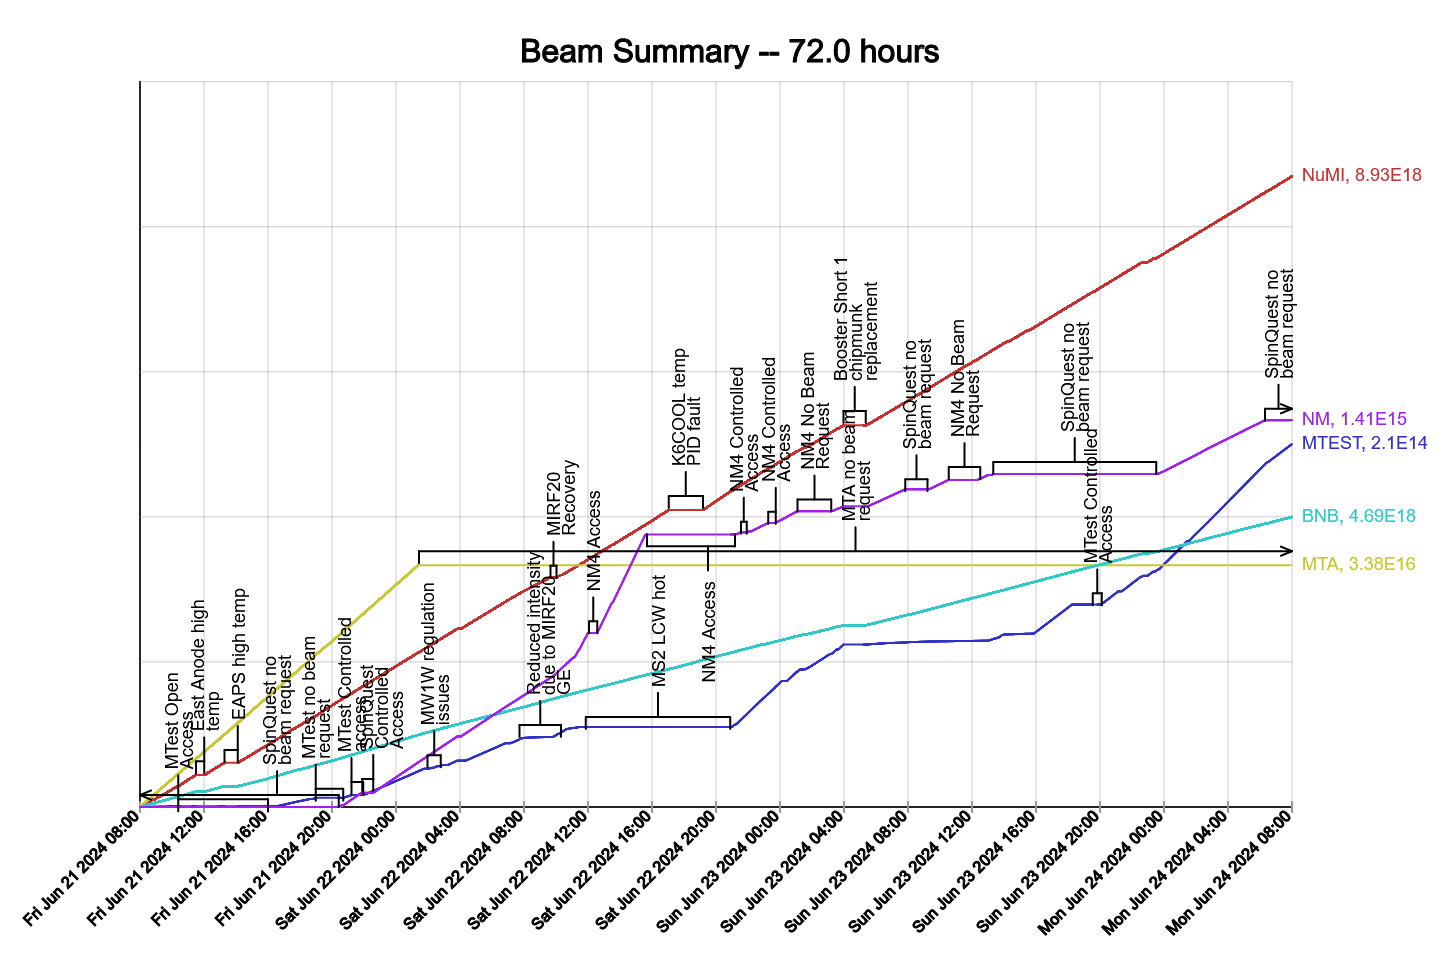 Beam Summary -- 72.0 hours
NuMI, 8.93E18
NM, 1.41E15
MTEST, 2.1E14
BNB, 4.69E18
MTA, 3.38E16
MTest Open
Access
East Anode high
temp
EAPS high temp
SpinQuest no
beam request
MTest no beam
request
MTest Controlled
access
SpinQuest
Controlled
Access
MW1W regulation
issues
Reduced intensity
due to MIRF20
GE
MIRF20
Recovery
NM4 Access
MS2 LCW hot
K6COOL temp
PID fault
NM4 Access
NM4 Controlled
Access
NM4 Controlled
Access
NM4 No Beam
Request
Booster Short 1
chipmunk
replacement
MTA no beam
request
SpinQuest no
beam request
NM4 No Beam
Request
SpinQuest no
beam request
MTest Controlled
Access
SpinQuest no
beam request
Fri Jun 21 2024 08:00
Fri Jun 21 2024 12:00
Fri Jun 21 2024 16:00
Fri Jun 21 2024 20:00
Sat Jun 22 2024 00:00
Sat Jun 22 2024 04:00
Sat Jun 22 2024 08:00
Sat Jun 22 2024 12:00
Sat Jun 22 2024 16:00
Sat Jun 22 2024 20:00
Sun Jun 23 2024 00:00
Sun Jun 23 2024 04:00
Sun Jun 23 2024 08:00
Sun Jun 23 2024 12:00
Sun Jun 23 2024 16:00
Sun Jun 23 2024 20:00
Mon Jun 24 2024 00:00
Mon Jun 24 2024 04:00
Mon Jun 24 2024 08:00